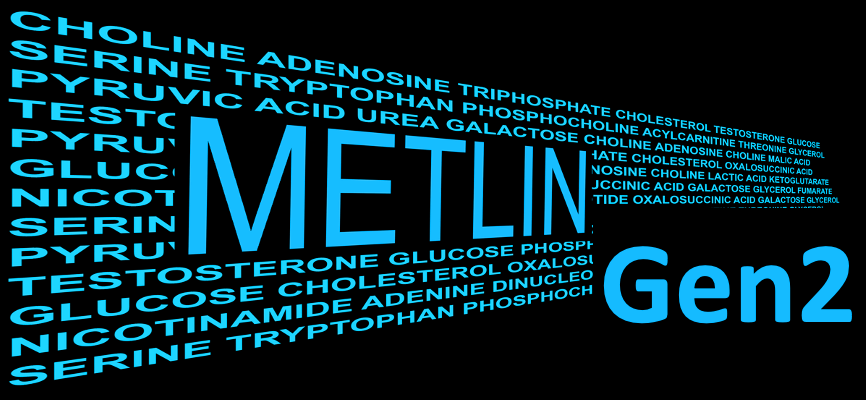 CHOLINE ADENOSINE TRIPHOSPHATE CHOLESTEROL TESTOSTERONE GLUCOSE
SERINE TRYPTOPHAN PHOSPHOCHOLINE ACYLCARNITINE THREONINE GLYCEROL
PYRUVIC ACID UREA GALACTOSE CHOLINE ADENOSINE CHOLINE MALIC ACID
TESTO HATE CHOLESTEROL OXALOSUCCINIC ACID
PYRUV NOSINE CHOLINE LACTIC ACID KETOGLUTARATE
GLUC UCCINIC ACID GALACTOSE GLYCEROL FUMARATE
NICOT TIDE OXALOSUCCINIC ACID GALACTOSE GLYCEROL
METLIN
SERIN
PYRUV
TESTOSTERONE GLUCOSE PHOSPH
GLUCOSE CHOLESTEROL OXALOSU
NICOTINAMIDE ADENINE DINUCLEO
SERINE TRYPTOPHAN PHOSPHOCH
Gen2